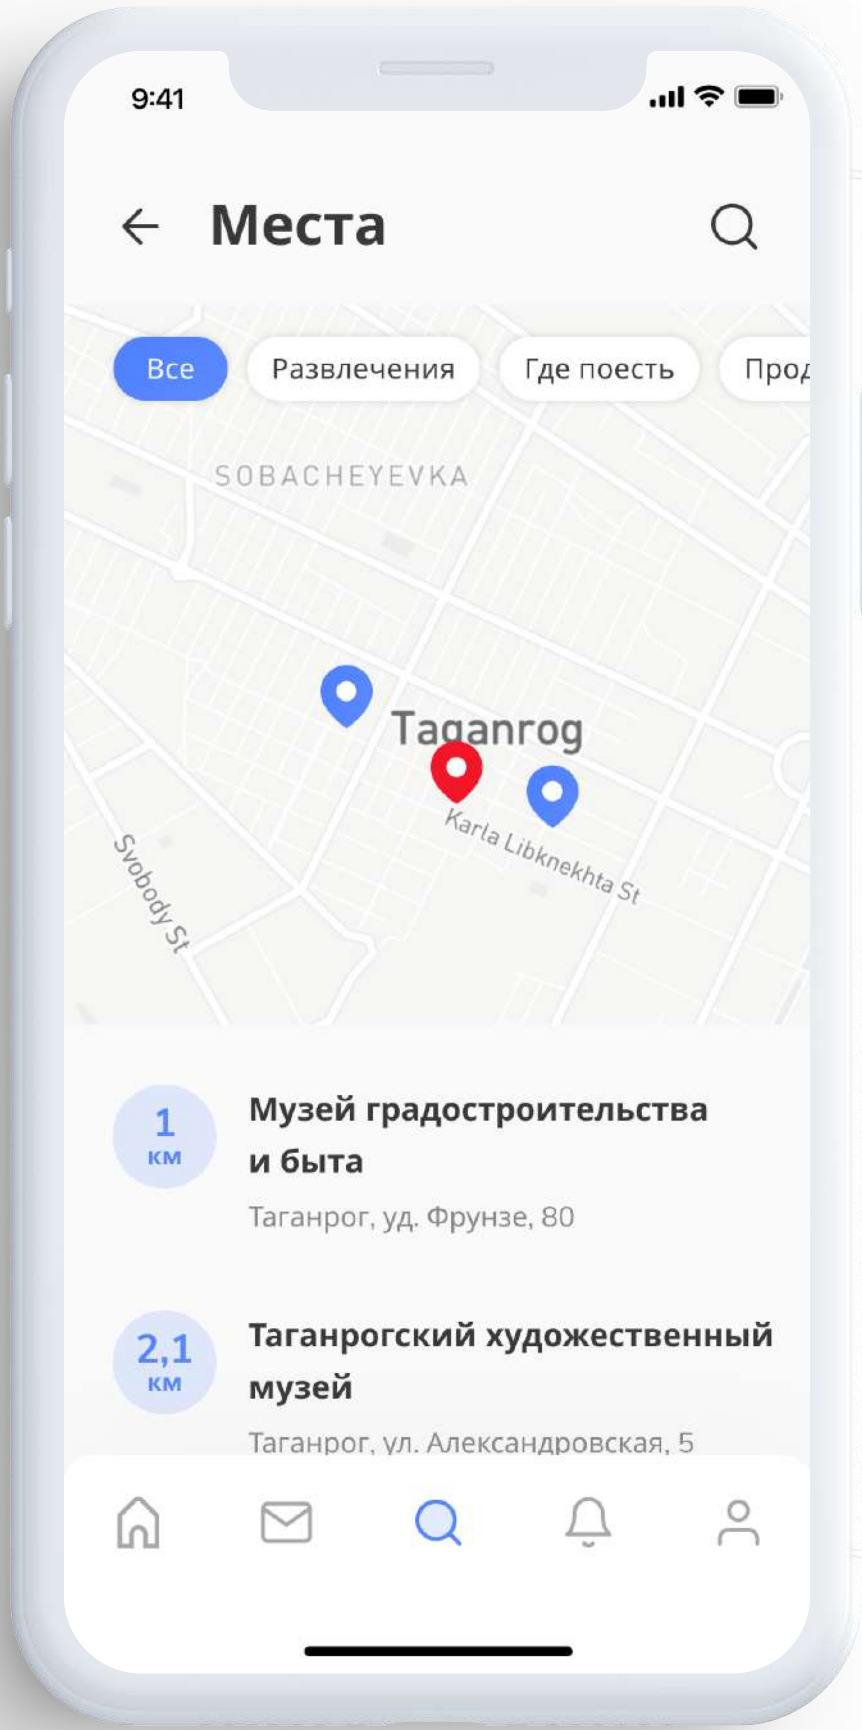 9:41
Места
Все
Развлечения
Где поесть
Прод
SOBACHEYEVKA
Taganrog
Karla Libknekhta St
Svobody St
1
км
Музей градостроительства
и быта
Таганрог, уд. Фрунзе, 80
2,1
км
Таганрогский художественный
музей
Таганрог, ул. Александровская, 5